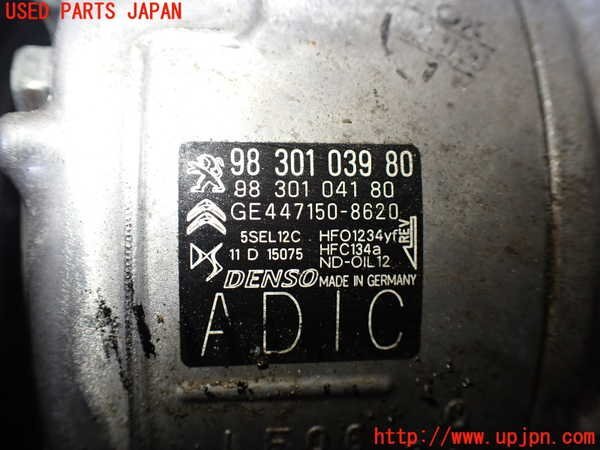 USED PARTS JAPAN
98 301 039 80
98 301 041 80
GE447150-8620
5SEL12C HFO1234yf
11 D 15075 HFC134a
ND-OIL12
REV
DENSO MADE IN GERMANY
ADIC
http://www.upjpn.com/